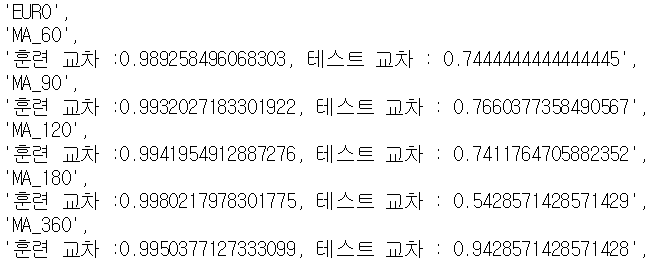 'EURO',
'MA_60',
'훈련 교차 :0.989258496068303, 테스트 교차 : 0.7444444444444445',
'MA_90',
'훈련 교차 :0.9932027183301922, 테스트 교차 : 0.7660377358490567',
'MA_120',
'훈련 교차 :0.9941954912887276, 테스트 교차 : 0.7411764705882352',
'MA_180',
'훈련 교차 :0.9980217978301775, 테스트 교차 : 0.5428571428571429',
'MA_360',
'훈련 교차 :0.9950377127333099, 테스트 교차 : 0.9428571428571428',